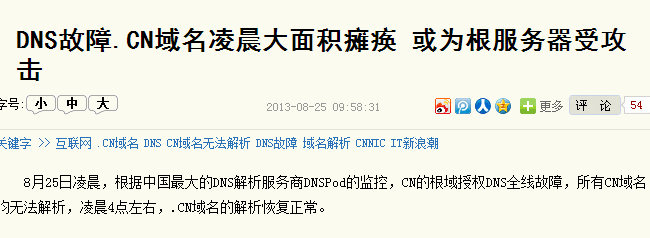 DNS故障.CN域名凌晨大面积瘫痪 或为根服务器受攻
击
字号: 小 中 大 2013-08-25 09:58:31 更多 评 论 54
关键字 >> 互联网 .CN域名 DNS CN域名无法解析 DNS故障 域名解析 CNNIC IT新浪潮
8月25日凌晨，根据中国最大的DNS解析服务商DNSPod的监控，CN的根域授权DNS全线故障，所有CN域名
均无法解析，凌晨4点左右，.CN域名的解析恢复正常。